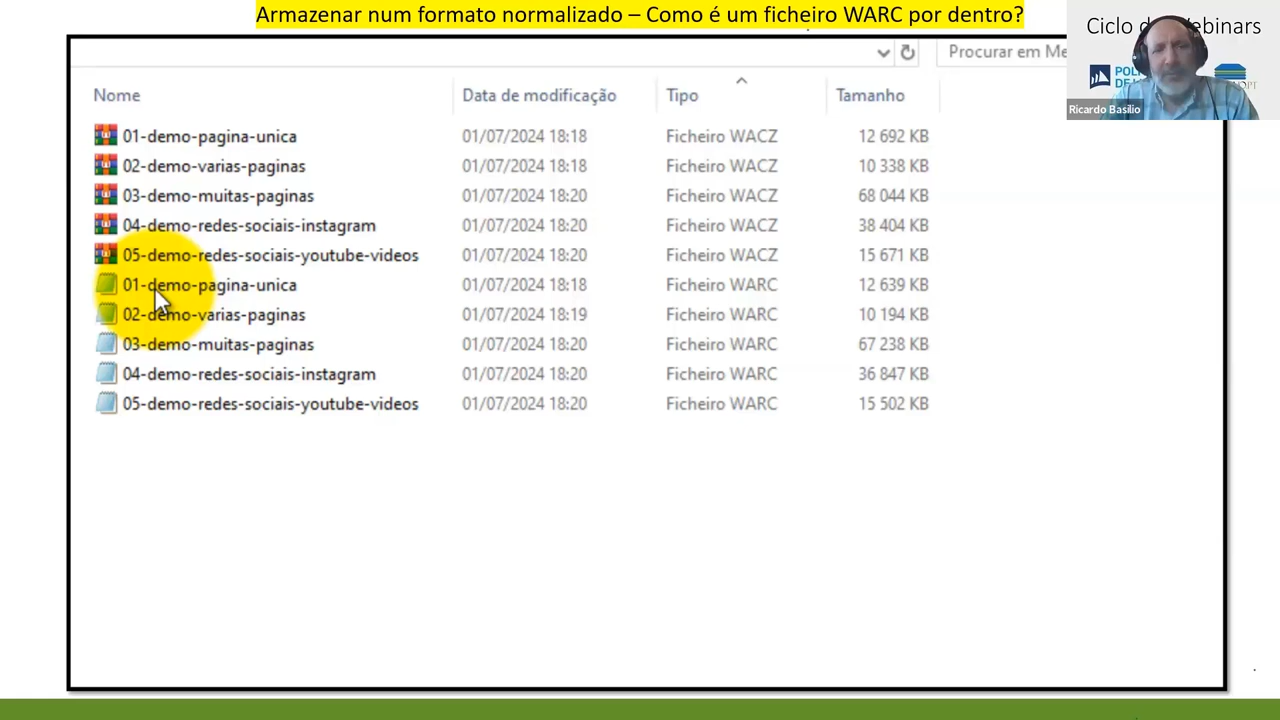 Armazenar num formato normalizado – Como é um ficheiro WARC por dentro?
Procurar em Me
Nome Data de modificação Tipo Tamanho
01-demo-pagina-unica 01/07/2024 18:18 Ficheiro WACZ 12 692 KB
02-demo-varias-paginas 01/07/2024 18:18 Ficheiro WACZ 10 338 KB
03-demo-muitas-paginas 01/07/2024 18:20 Ficheiro WACZ 68 044 KB
04-demo-redes-sociais-instagram 01/07/2024 18:20 Ficheiro WACZ 38 404 KB
05-demo-redes-sociais-youtube-videos 01/07/2024 18:20 Ficheiro WACZ 15 671 KB
01-demo-pagina-unica 01/07/2024 18:18 Ficheiro WARC 12 639 KB
02-demo-varias-paginas 01/07/2024 18:19 Ficheiro WARC 10 194 KB
03-demo-muitas-paginas 01/07/2024 18:20 Ficheiro WARC 67 238 KB
04-demo-redes-sociais-instagram 01/07/2024 18:20 Ficheiro WARC 36 847 KB
05-demo-redes-sociais-youtube-videos 01/07/2024 18:20 Ficheiro WARC 15 502 KB
Ciclo de ebinars
Ricardo Basílio